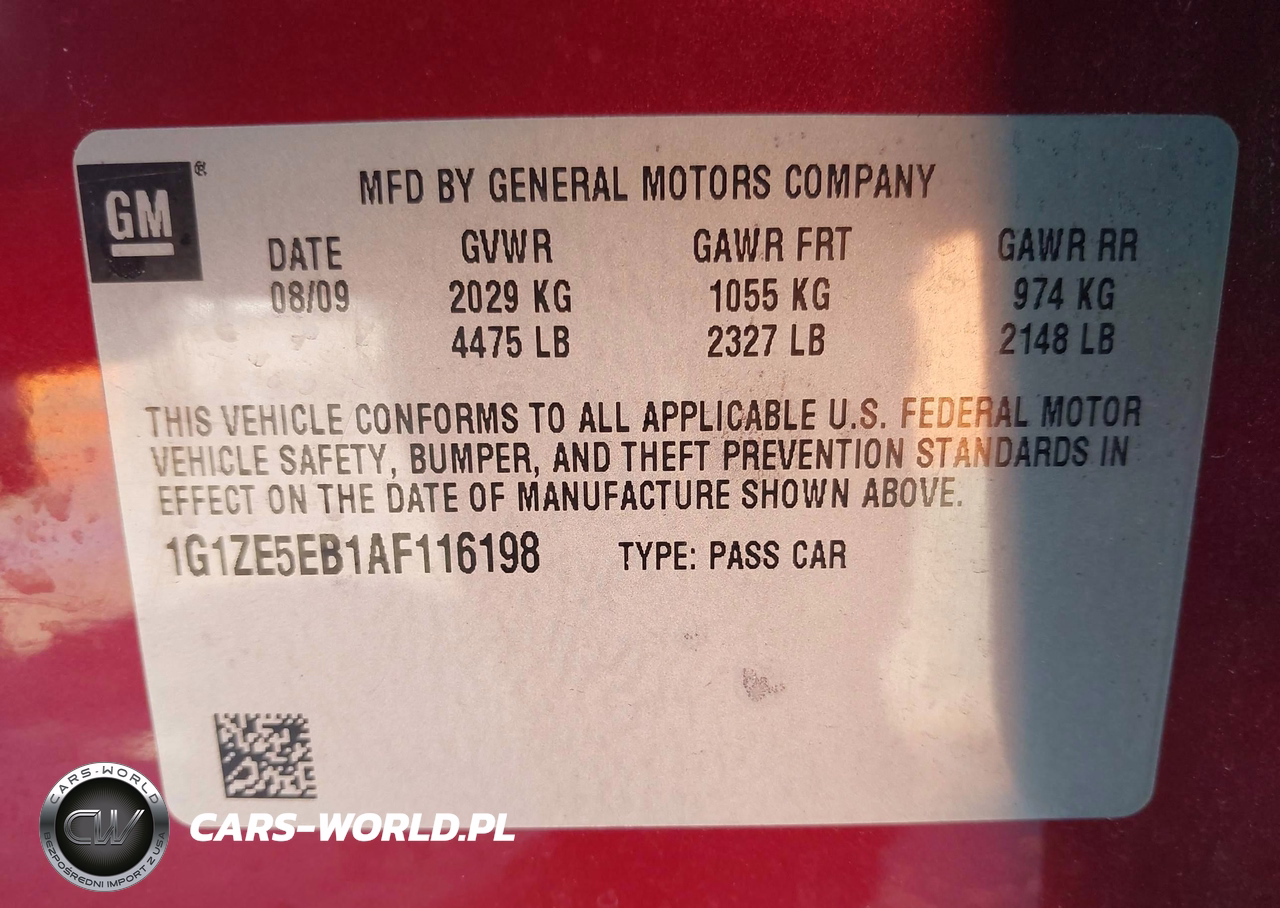 GM®
MFD BY GENERAL MOTORS COMPANY
DATE GVWR GAWR FRT GAWR RR
08/09 2029 KG 1055 KG 974 KG
4475 LB 2327 LB 2148 LB
THIS VEHICLE CONFORMS TO ALL APPLICABLE U.S. FEDERAL MOTOR
VEHICLE SAFETY, BUMPER, AND THEFT PREVENTION STANDARDS IN
EFFECT ON THE DATE OF MANUFACTURE SHOWN ABOVE.
1G1ZE5EB1AF116198 TYPE: PASS CAR
CARS-WORLD
CW
BEZPOŚREDNI IMPORT Z USA
CARS-WORLD.PL